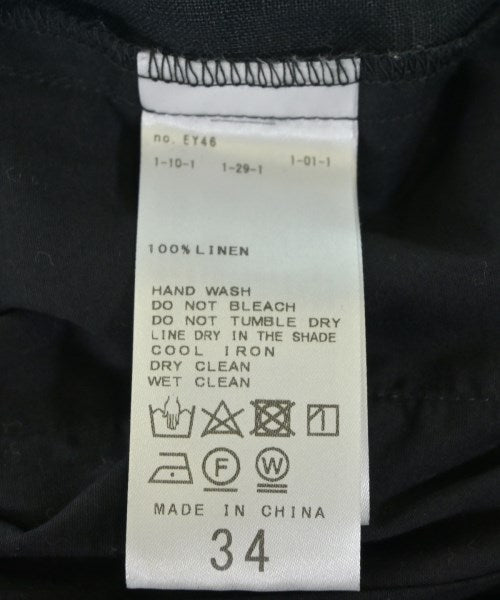 no. EY46
1-10-1 1-29-1 1-01-1
100% LINEN
HAND WASH
DO NOT BLEACH
DO NOT TUMBLE DRY
LINE DRY IN THE SHADE
COOL IRON
DRY CLEAN
WET CLEAN
F W
MADE IN CHINA
34